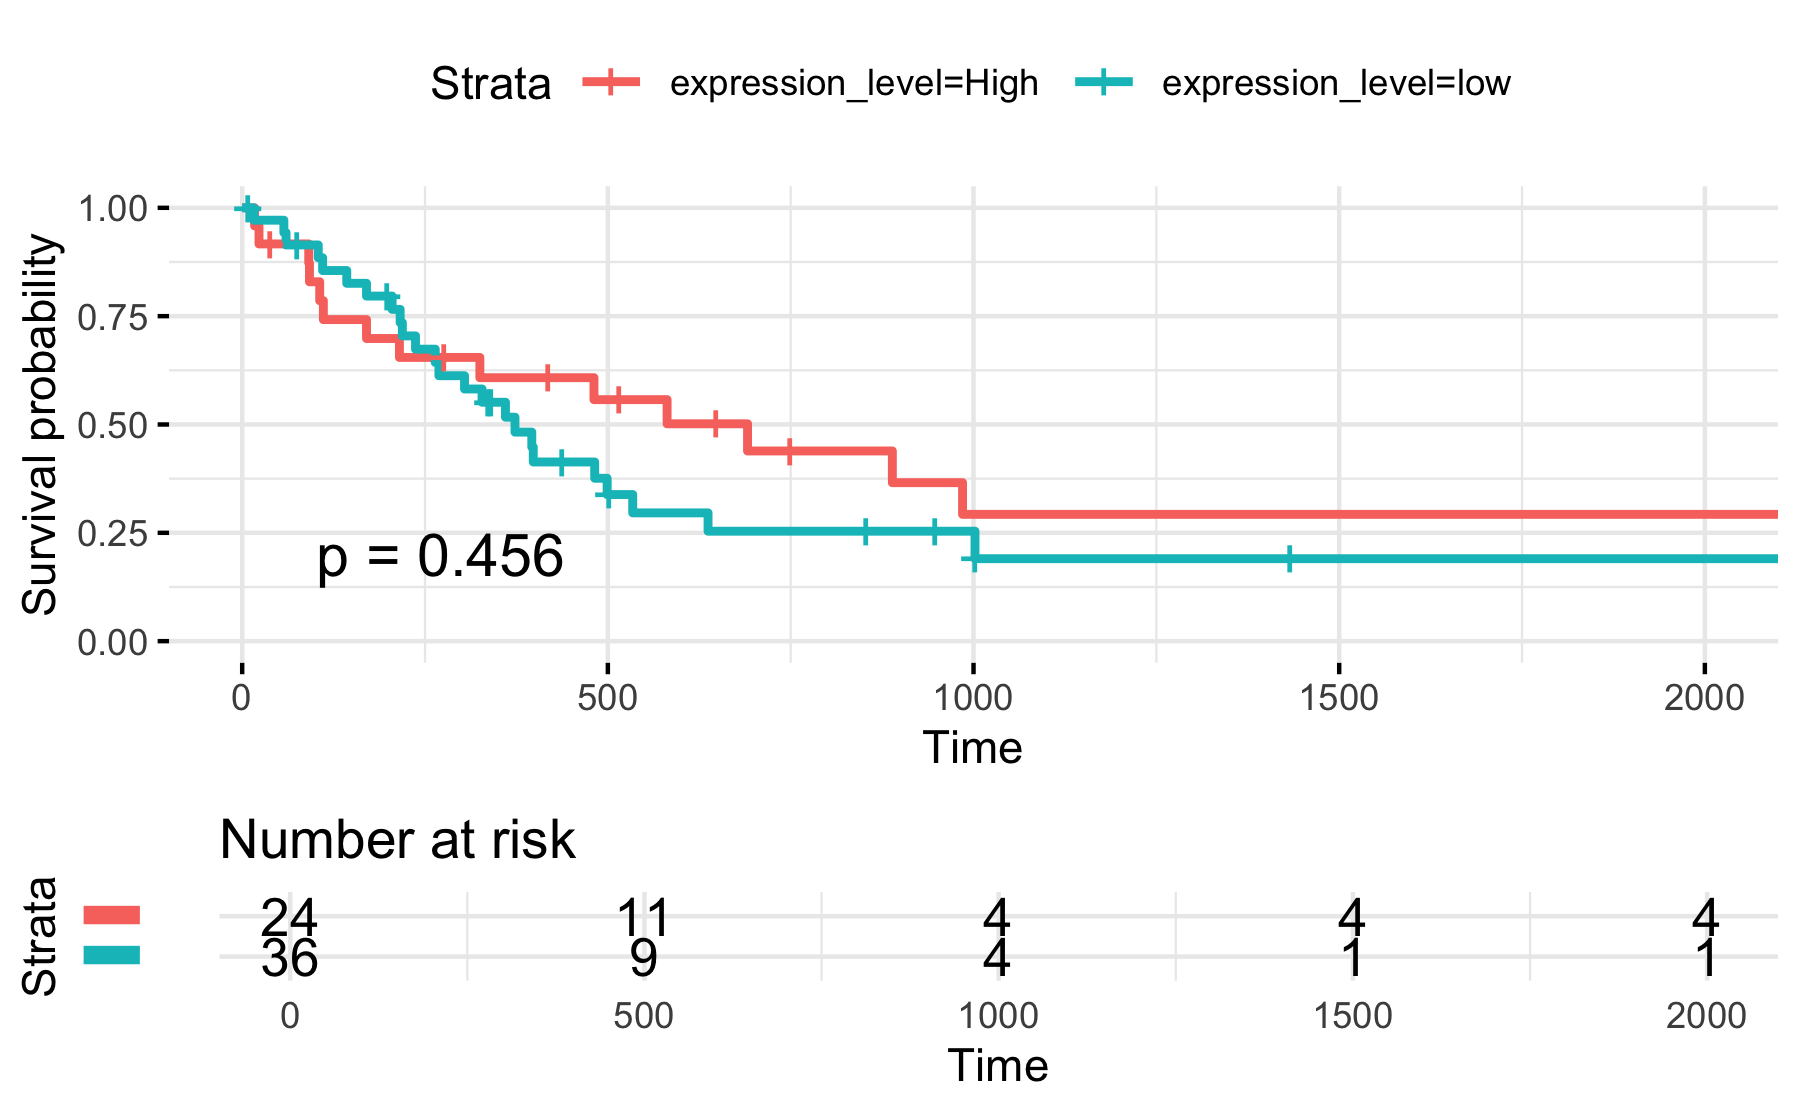 Strata expression_level=High expression_level=low
Survival probability
1.00
0.75
0.50
0.25
0.00
p = 0.456
0 500 1000 1500 2000
Time
Number at risk
Strata
24 11 4 4 4
36 9 4 1 1
0 500 1000 1500 2000
Time